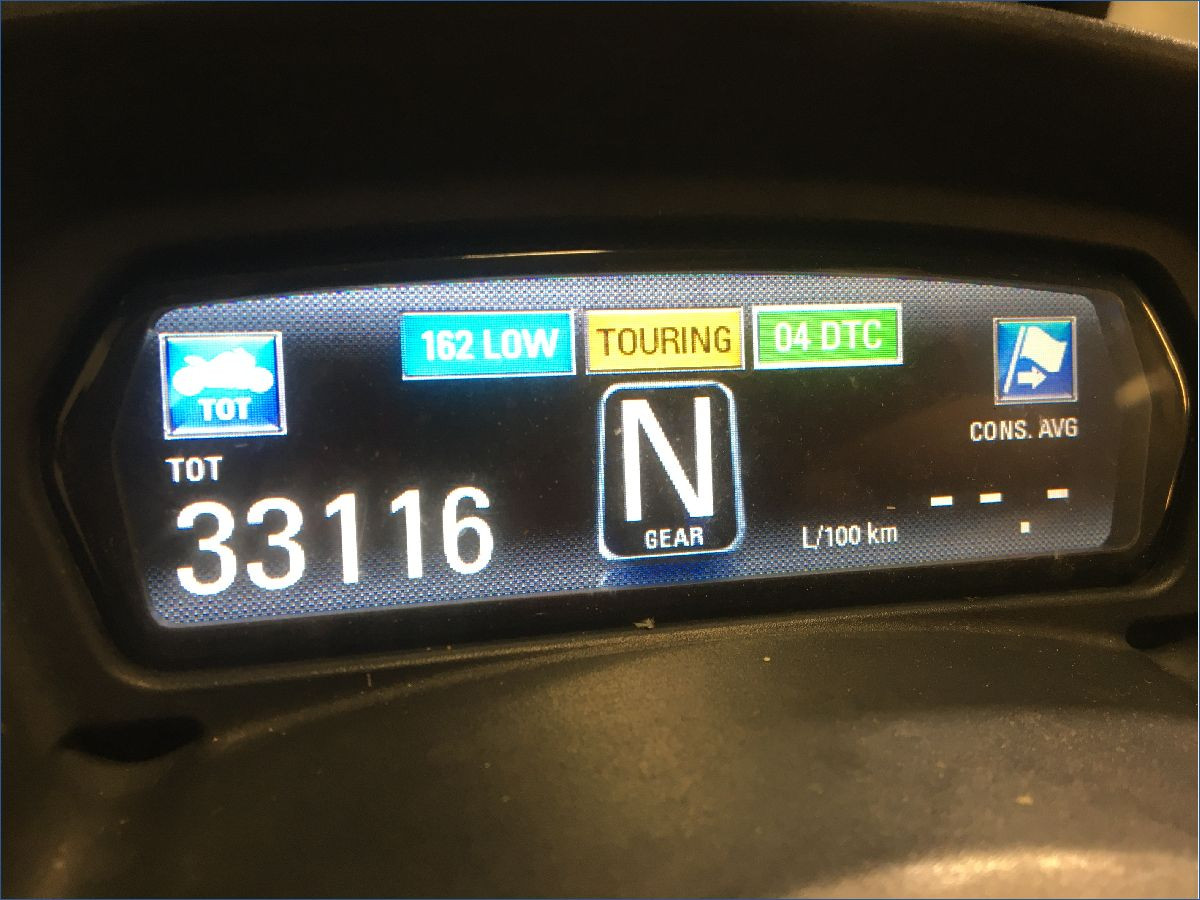 162 LOW TOURING 04 DTC
TOT
TOT
33116
N
GEAR
CONS. AVG
L/100 km
- - -.-